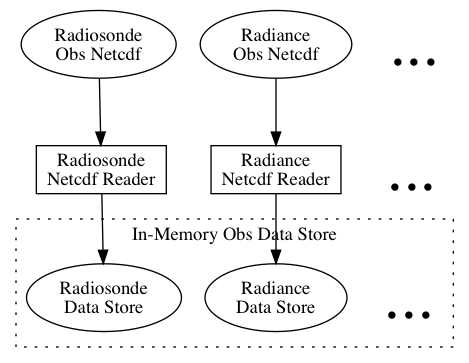 Radiosonde
Obs Netcdf
Radiance
Obs Netcdf
Radiosonde
Netcdf Reader
Radiance
Netcdf Reader
In-Memory Obs Data Store
Radiosonde
Data Store
Radiance
Data Store